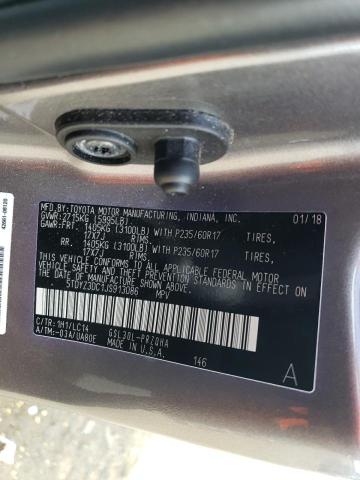 MFD.BY:TOYOTA MOTOR MANUFACTURING, INDIANA, INC. 01/18
GVWR:2715KG (5995LB)
GAWR:FRT. 1405KG (3100LB) WITH P235/60R17 TIRES,
17X7J RIMS.
RR. 1405KG (3100LB) WITH P235/60R17 TIRES,
17X7J RIMS.
THIS VEHICLE CONFORMS TO ALL APPLICABLE FEDERAL MOTOR
VEHICLE SAFETY AND THEFT PREVENTION STANDARDS IN
EFFECT ON THE DATE OF MANUFACTURE SHOWN ABOVE.
5TDYZ3DC1JS913086 MPV
C/TR:1H1/LC14 GSL30L-PRZQHA
A/TM:-03A/UA80E MADE IN U.S.A.
146
A